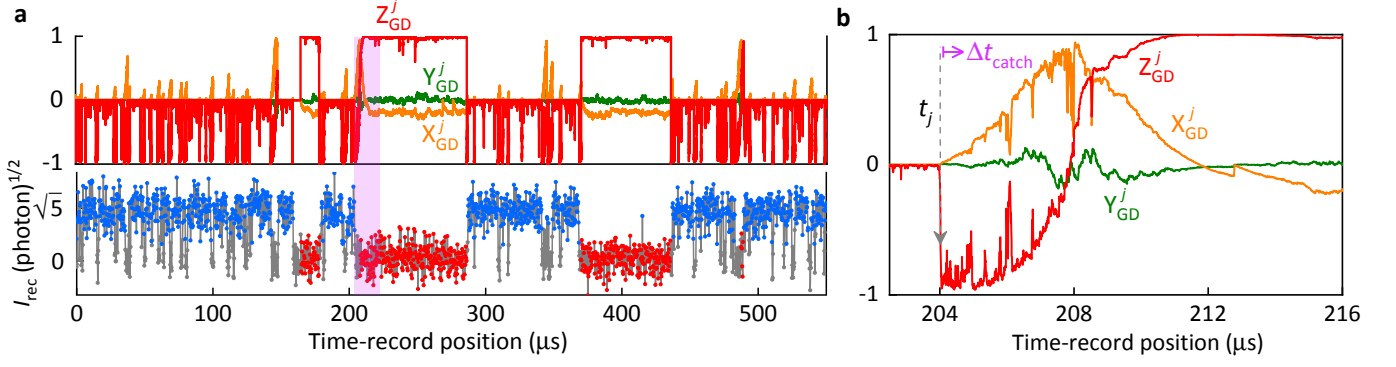 a
Z^j_GD
1
0
-1
Y^j_GD
X^j_GD
I_rec (photon)^1/2
√5
0
0 100 200 300 400 500
Time-record position (μs)
b
1
0
-1
Δt_catch
t_j
Z^j_GD
X^j_GD
Y^j_GD
204 208 212 216
Time-record position (μs)